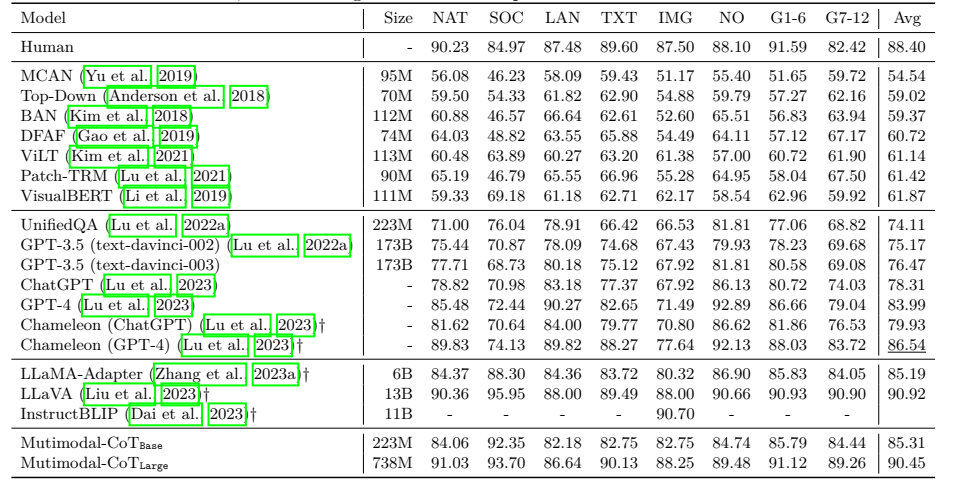 Model Size NAT SOC LAN TXT IMG NO G1-6 G7-12 Avg
Human - 90.23 84.97 87.48 89.60 87.50 88.10 91.59 82.42 88.40
MCAN (Yu et al. 2019) 95M 56.08 46.23 58.09 59.43 51.17 55.40 51.65 59.72 54.54
Top-Down (Anderson et al. 2018) 70M 59.50 54.33 61.82 62.90 54.88 59.79 57.27 62.16 59.02
BAN (Kim et al. 2018) 112M 60.88 46.57 66.64 62.61 52.60 65.51 56.83 63.94 59.37
DFAF (Gao et al. 2019) 74M 64.03 48.82 63.55 65.88 54.49 64.11 57.12 67.17 60.72
ViLT (Kim et al. 2021) 113M 60.48 63.89 60.27 63.20 61.38 57.00 60.72 61.90 61.14
Patch-TRM (Lu et al. 2021) 90M 65.19 46.79 65.55 66.96 55.28 64.95 58.04 67.50 61.42
VisualBERT (Li et al. 2019) 111M 59.33 69.18 61.18 62.71 62.17 58.54 62.96 59.92 61.87
UnifiedQA (Lu et al. 2022a) 223M 71.00 76.04 78.91 66.42 66.53 81.81 77.06 68.82 74.11
GPT-3.5 (text-davinci-002) (Lu et al. 2022a) 173B 75.44 70.87 78.09 74.68 67.43 79.93 78.23 69.68 75.17
GPT-3.5 (text-davinci-003) 173B 77.71 68.73 80.18 75.12 67.92 81.81 80.58 69.08 76.47
ChatGPT (Lu et al. 2023) - 78.82 70.98 83.18 77.37 67.92 86.13 80.72 74.03 78.31
GPT-4 (Lu et al. 2023) - 85.48 72.44 90.27 82.65 71.49 92.89 86.66 79.04 83.99
Chameleon (ChatGPT) (Lu et al. 2023)† - 81.62 70.64 84.00 79.77 70.80 86.62 81.86 76.53 79.93
Chameleon (GPT-4) (Lu et al. 2023)† - 89.83 74.13 89.82 88.27 77.64 92.13 88.03 83.72 86.54
LLaMA-Adapter (Zhang et al. 2023a)† 6B 84.37 88.30 84.36 83.72 80.32 86.90 85.83 84.05 85.19
LLaVA (Liu et al. 2023)† 13B 90.36 95.95 88.00 89.49 88.00 90.66 90.93 90.90 90.92
InstructBLIP (Dai et al. 2023)† 11B - - - - 90.70 - - -
Mutimodal-CoT Base 223M 84.06 92.35 82.18 82.75 82.75 84.74 85.79 84.44 85.31
Mutimodal-CoT Large 738M 91.03 93.70 86.64 90.13 88.25 89.48 91.12 89.26 90.45